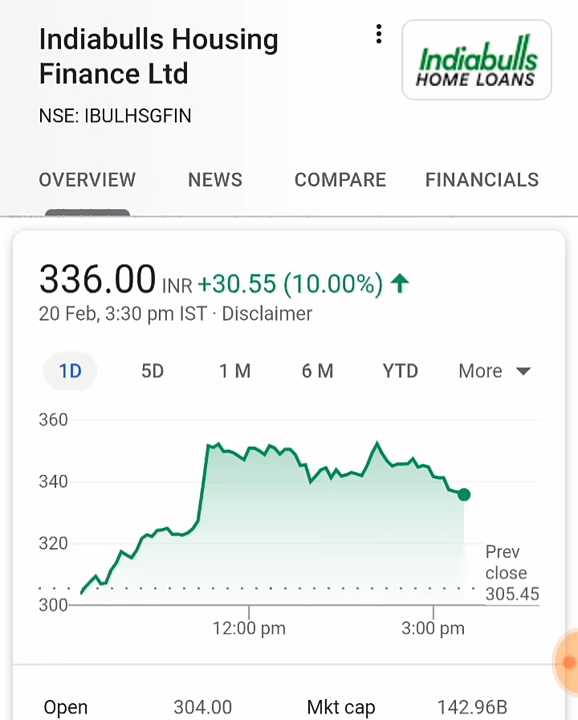 Indiabulls Housing
Finance Ltd
NSE: IBULHSGFIN
Indiabulls
HOME LOANS
OVERVIEW NEWS COMPARE FINANCIALS
336.00 INR +30.55 (10.00%) ↑
20 Feb, 3:30 pm IST · Disclaimer
1D 5D 1 M 6 M YTD More
360
340
320
300
Prev
close
305.45
12:00 pm 3:00 pm
Open 304.00 Mkt cap 142.96B